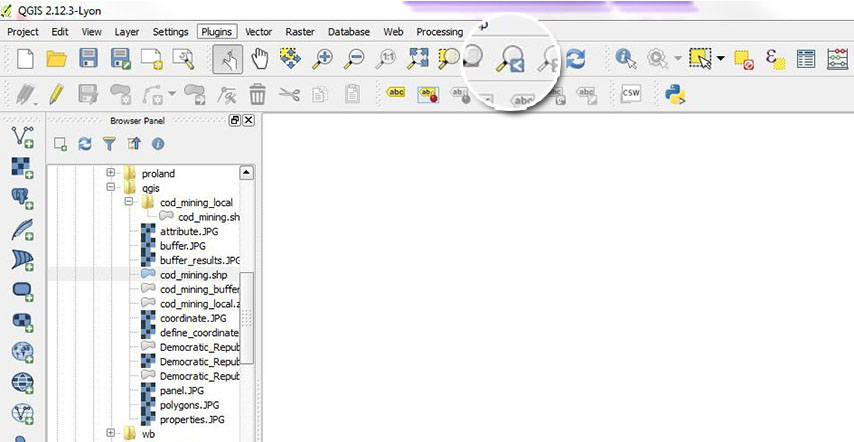 QGIS 2.12.3-Lyon
Project Edit View Layer Settings Plugins Vector Raster Database Web Processing
1:1
abc abc abc CSW
Browser Panel
proland
qgis
cod_mining_local
cod_mining.sh
attribute.JPG
buffer.JPG
buffer_results.JPG
cod_mining.shp
cod_mining_buffer
cod_mining_local.z
coordinate.JPG
define_coordinate
Democratic_Repub
Democratic_Repub
Democratic_Repub
panel.JPG
polygons.JPG
properties.JPG
wb